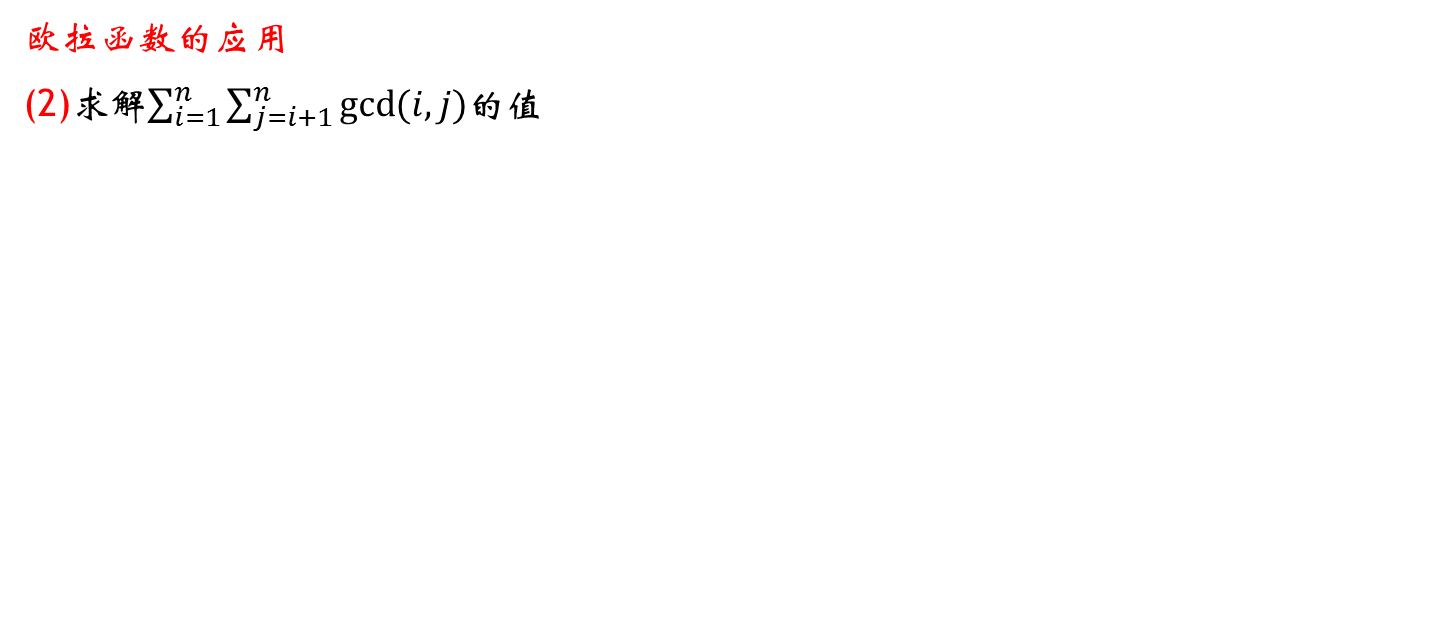 欧拉函数的应用
(2)求解∑_{i=1}^{n}∑_{j=i+1}^{n} gcd(i, j)的值